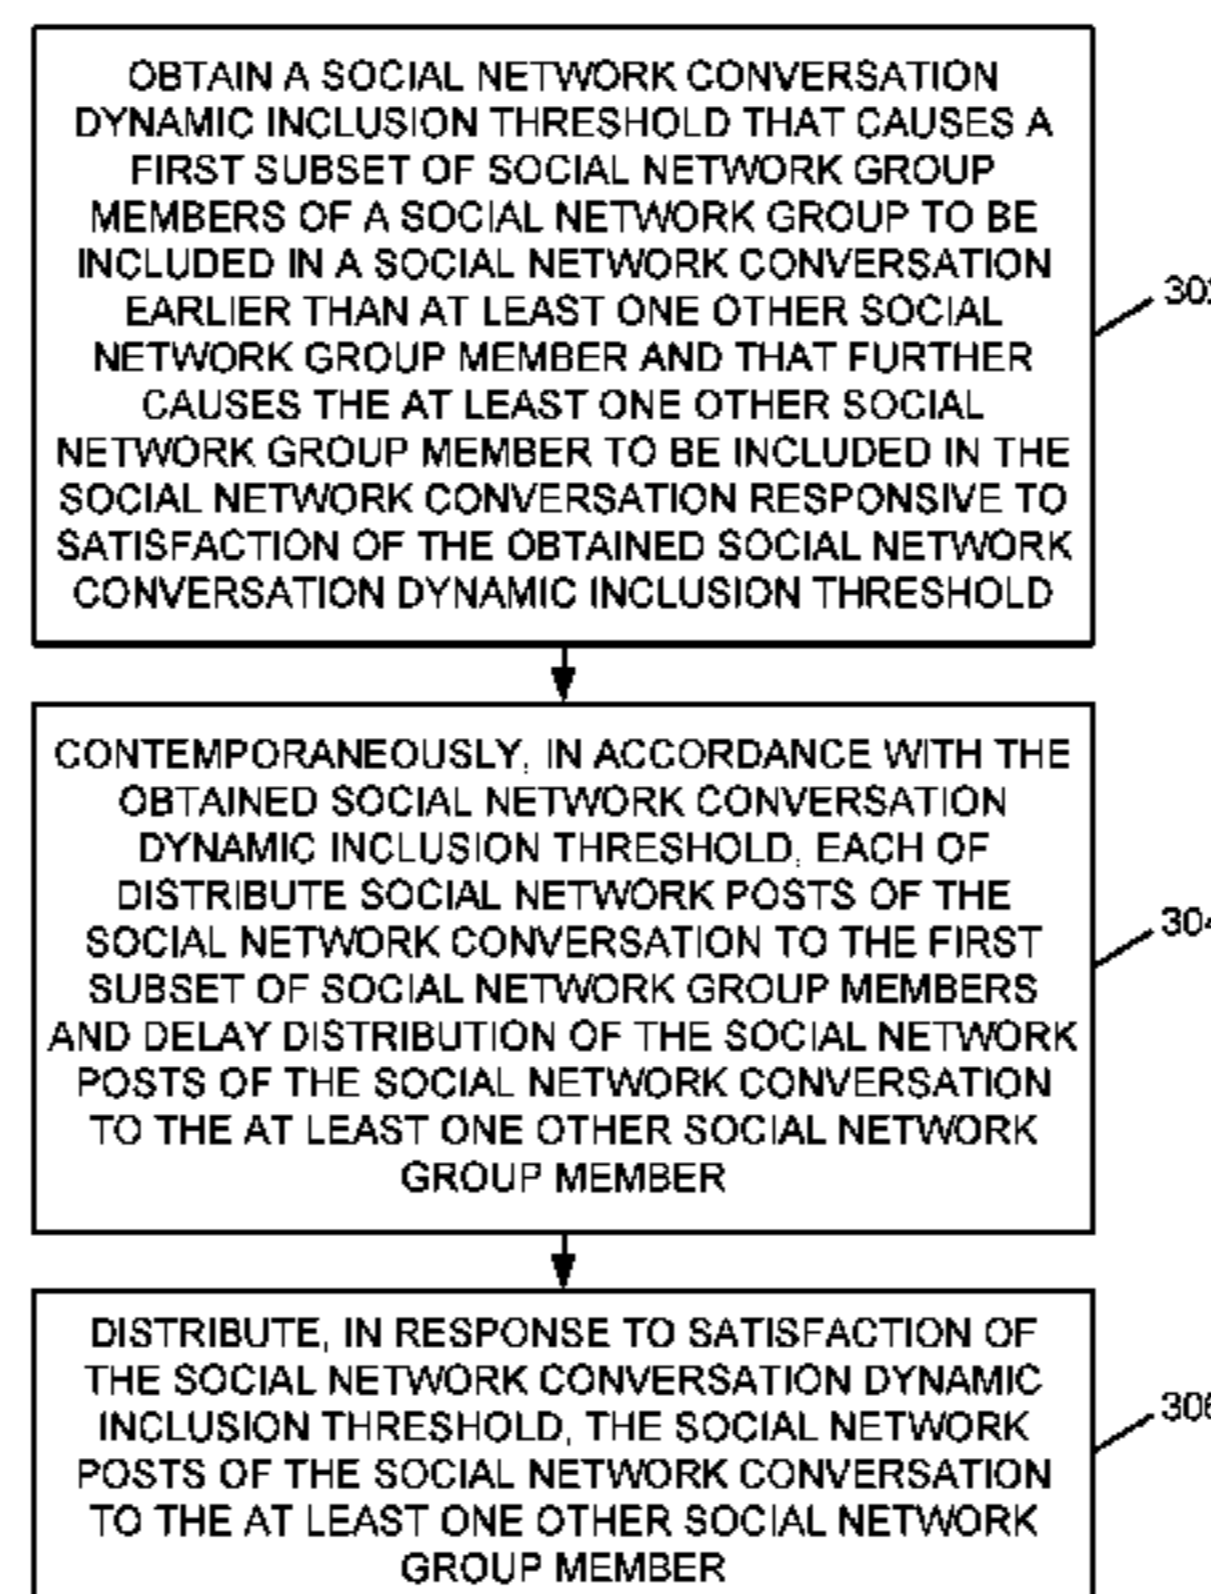 OBTAIN A SOCIAL NETWORK CONVERSATION
DYNAMIC INCLUSION THRESHOLD THAT CAUSES A
FIRST SUBSET OF SOCIAL NETWORK GROUP
MEMBERS OF A SOCIAL NETWORK GROUP TO BE
INCLUDED IN A SOCIAL NETWORK CONVERSATION
EARLIER THAN AT LEAST ONE OTHER SOCIAL
NETWORK GROUP MEMBER AND THAT FURTHER
CAUSES THE AT LEAST ONE OTHER SOCIAL
NETWORK GROUP MEMBER TO BE INCLUDED IN THE
SOCIAL NETWORK CONVERSATION RESPONSIVE TO
SATISFACTION OF THE OBTAINED SOCIAL NETWORK
CONVERSATION DYNAMIC INCLUSION THRESHOLD
302
CONTEMPORANEOUSLY, IN ACCORDANCE WITH THE
OBTAINED SOCIAL NETWORK CONVERSATION
DYNAMIC INCLUSION THRESHOLD, EACH OF
DISTRIBUTE SOCIAL NETWORK POSTS OF THE
SOCIAL NETWORK CONVERSATION TO THE FIRST
SUBSET OF SOCIAL NETWORK GROUP MEMBERS
AND DELAY DISTRIBUTION OF THE SOCIAL NETWORK
POSTS OF THE SOCIAL NETWORK CONVERSATION
TO THE AT LEAST ONE OTHER SOCIAL NETWORK
GROUP MEMBER
304
DISTRIBUTE, IN RESPONSE TO SATISFACTION OF
THE SOCIAL NETWORK CONVERSATION DYNAMIC
INCLUSION THRESHOLD, THE SOCIAL NETWORK
POSTS OF THE SOCIAL NETWORK CONVERSATION
TO THE AT LEAST ONE OTHER SOCIAL NETWORK
GROUP MEMBER
306